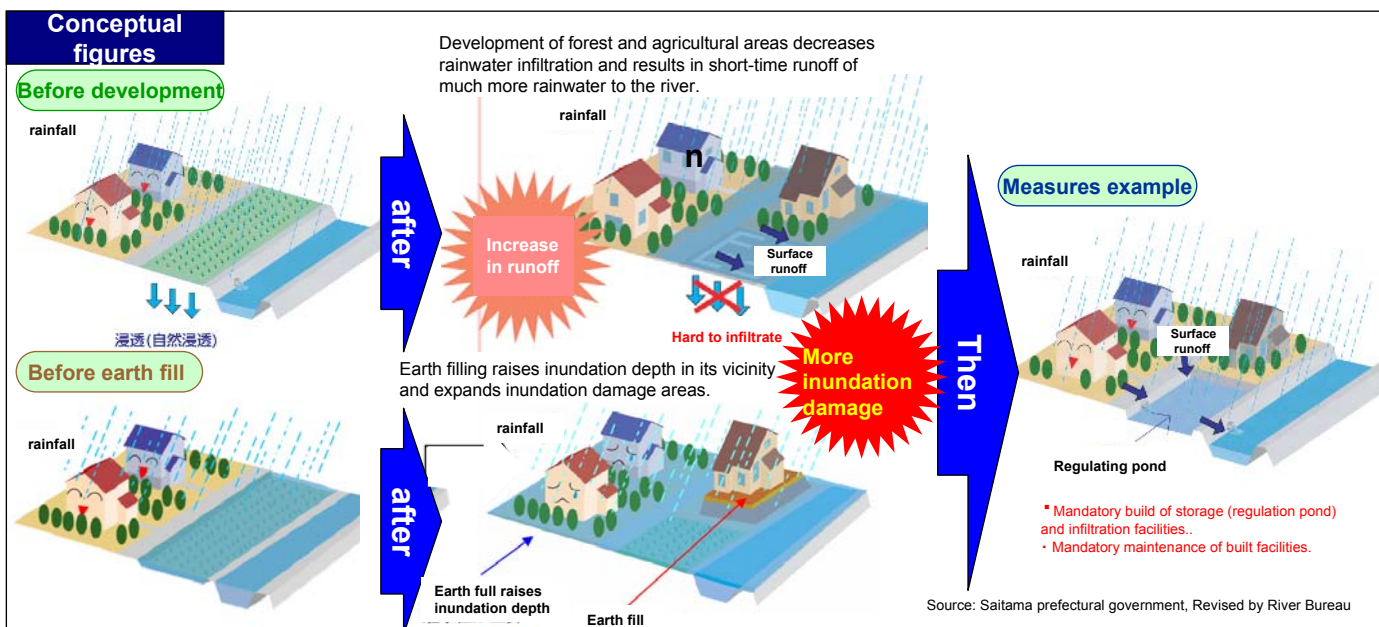 Conceptual
figures
Before development
rainfall
浸透(自然浸透)
after
Development of forest and agricultural areas decreases
rainwater infiltration and results in short-time runoff of
much more rainwater to the river.
rainfall
n
Increase
in runoff
Surface
runoff
Hard to infiltrate
Before earth fill
rainfall
after
Earth filling raises inundation depth in its vicinity
and expands inundation damage areas.
rainfall
More
inundation
damage
Earth full raises
inundation depth
Earth fill
Then
Measures example
rainfall
Surface
runoff
Regulating pond
▪Mandatory build of storage (regulation pond)
and infiltration facilities..
・Mandatory maintenance of built facilities.
Source: Saitama prefectural government, Revised by River Bureau